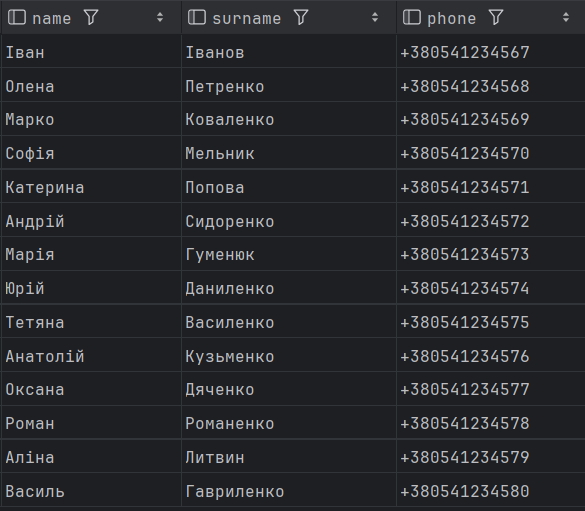 name surname phone
Іван Іванов +380541234567
Олена Петренко +380541234568
Марко Коваленко +380541234569
Софія Мельник +380541234570
Катерина Попова +380541234571
Андрій Сидоренко +380541234572
Марія Гуменюк +380541234573
Юрій Даниленко +380541234574
Тетяна Василенко +380541234575
Анатолій Кузьменко +380541234576
Оксана Дяченко +380541234577
Роман Романенко +380541234578
Аліна Литвин +380541234579
Василь Гавриленко +380541234580